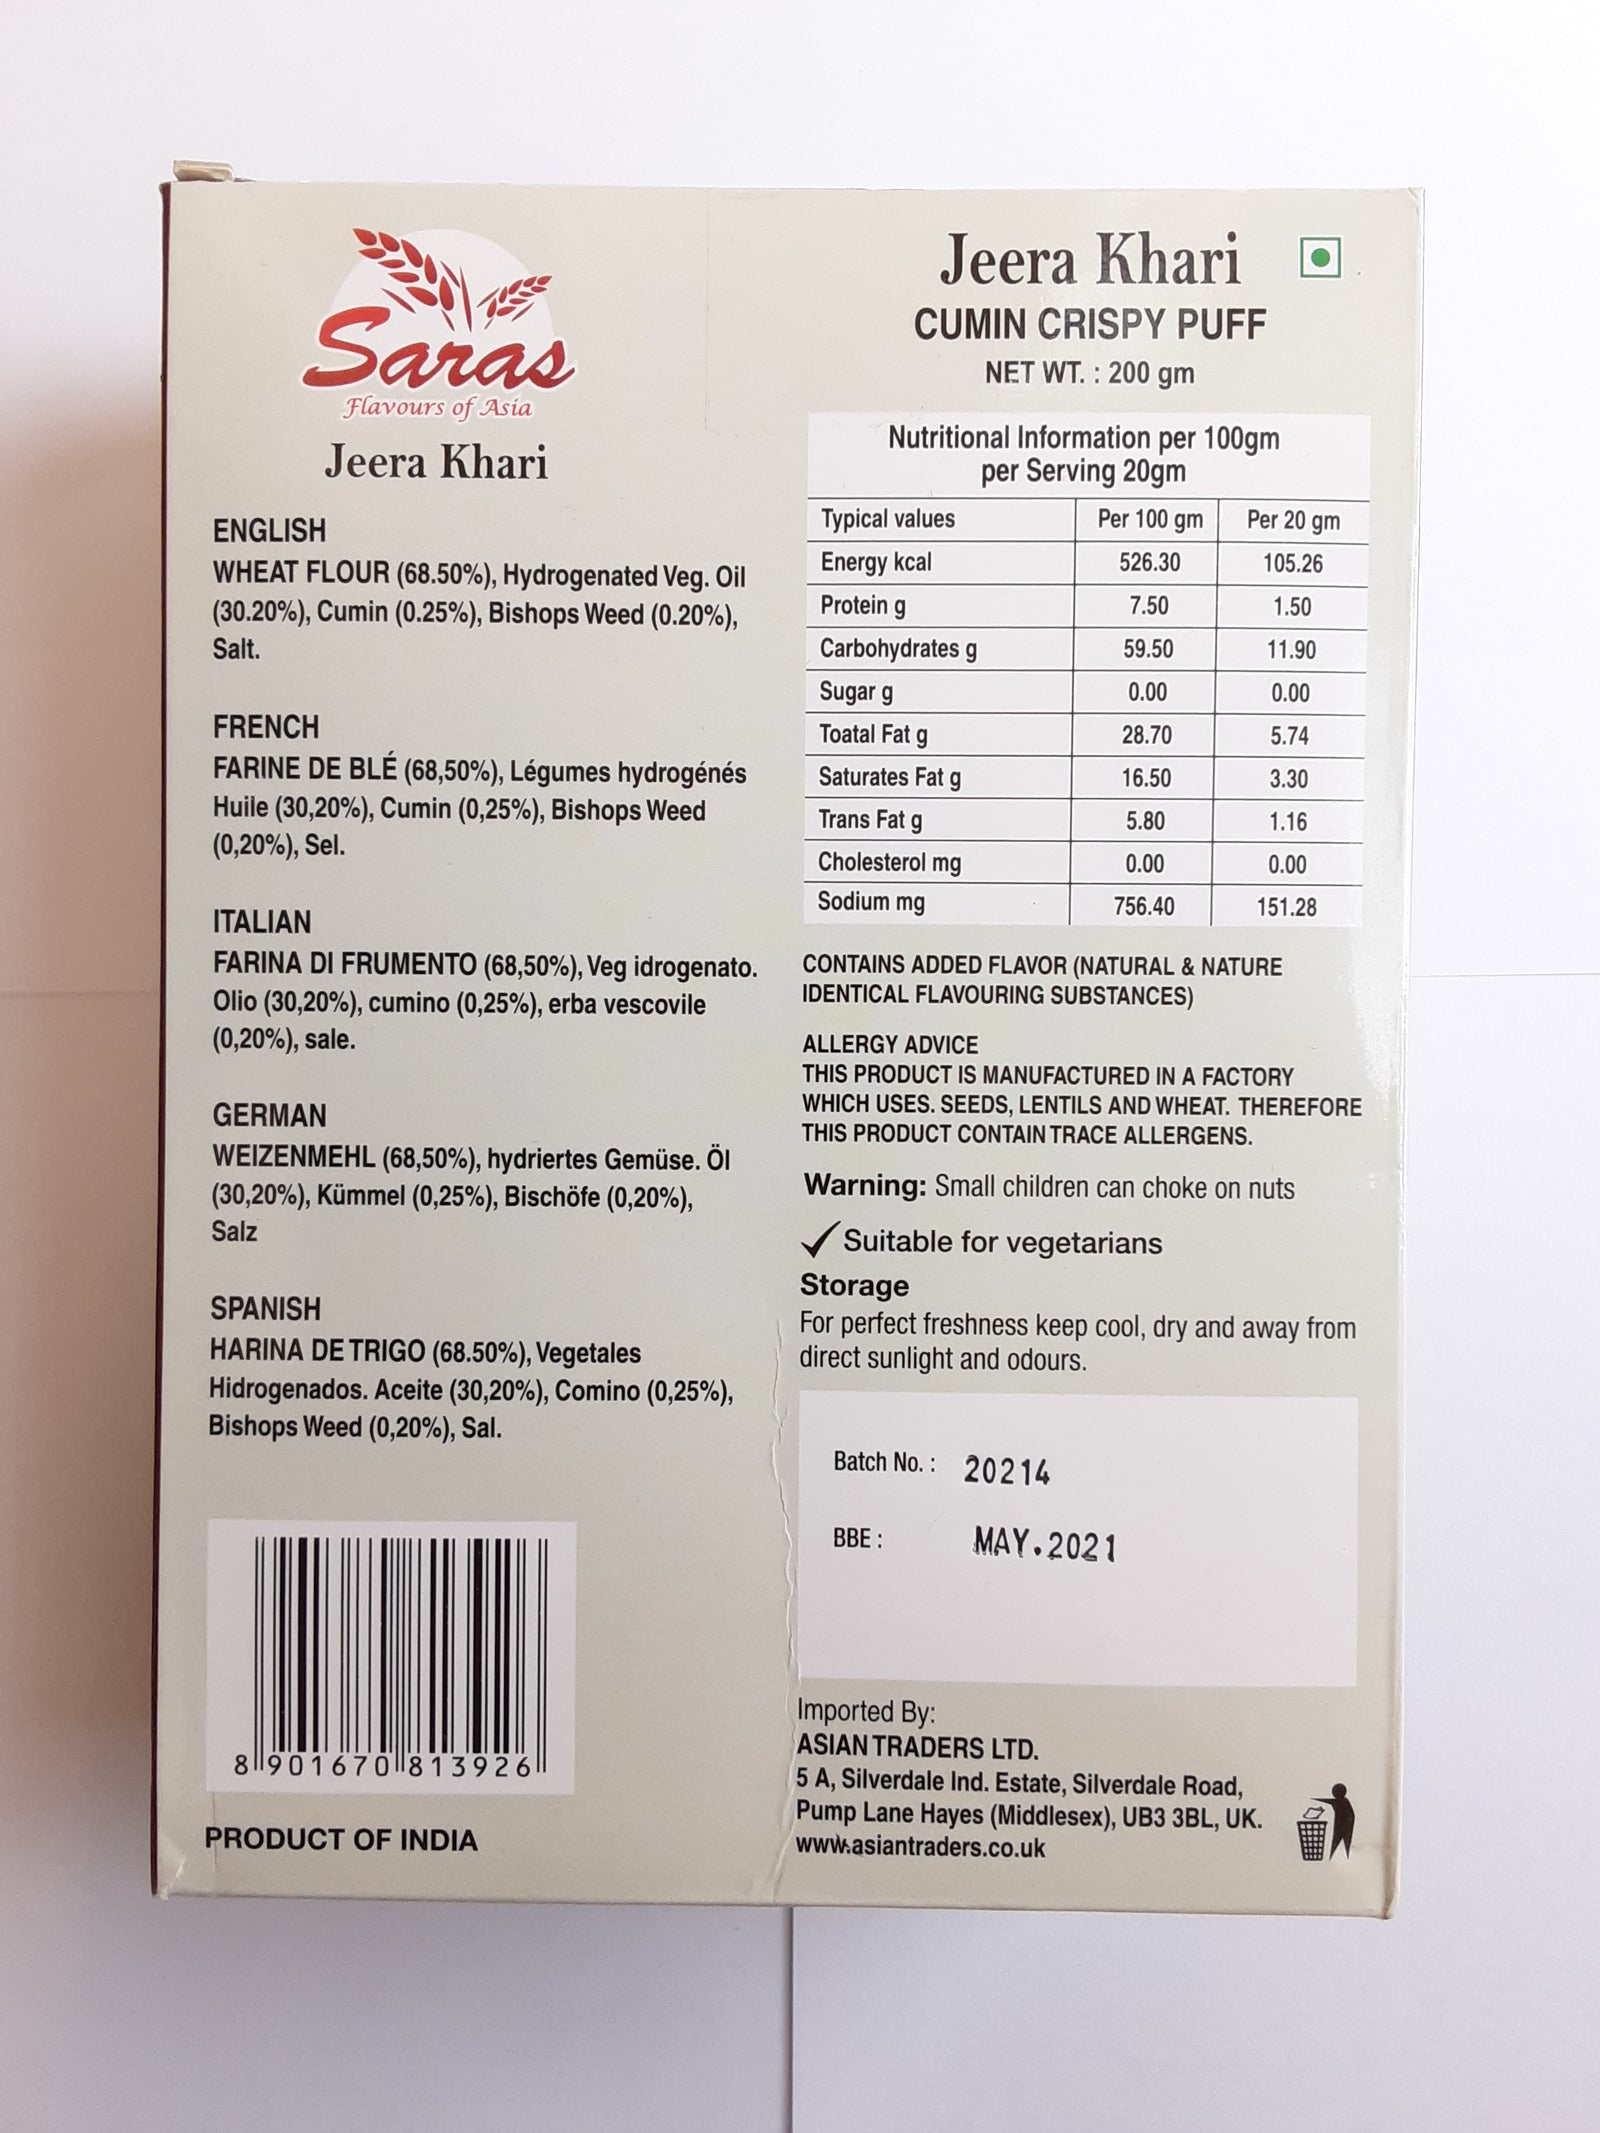 Saras
Flavours of Asia
Jeera Khari
ENGLISH
WHEAT FLOUR (68.50%), Hydrogenated Veg. Oil
(30.20%), Cumin (0.25%), Bishops Weed (0.20%),
Salt.
FRENCH
FARINE DE BLÉ (68,50%), Légumes hydrogénés
Huile (30,20%), Cumin (0,25%), Bishops Weed
(0,20%), Sel.
ITALIAN
FARINA DI FRUMENTO (68,50%), Veg idrogenato.
Olio (30,20%), cumino (0,25%), erba vescovile
(0,20%), sale.
GERMAN
WEIZENMEHL (68,50%), hydriertes Gemüse. Öl
(30,20%), Kümmel (0,25%), Bischöfe (0,20%),
Salz
SPANISH
HARINA DE TRIGO (68.50%), Vegetales
Hidrogenados. Aceite (30,20%), Comino (0,25%),
Bishops Weed (0,20%), Sal.
8 901670 813926
PRODUCT OF INDIA
Jeera Khari
CUMIN CRISPY PUFF
NET WT. : 200 gm
Nutritional Information per 100gm
per Serving 20gm
Typical values Per 100 gm Per 20 gm
Energy kcal 526.30 105.26
Protein g 7.50 1.50
Carbohydrates g 59.50 11.90
Sugar g 0.00 0.00
Toatal Fat g 28.70 5.74
Saturates Fat g 16.50 3.30
Trans Fat g 5.80 1.16
Cholesterol mg 0.00 0.00
Sodium mg 756.40 151.28
CONTAINS ADDED FLAVOR (NATURAL & NATURE
IDENTICAL FLAVOURING SUBSTANCES)
ALLERGY ADVICE
THIS PRODUCT IS MANUFACTURED IN A FACTORY
WHICH USES. SEEDS, LENTILS AND WHEAT. THEREFORE
THIS PRODUCT CONTAIN TRACE ALLERGENS.
Warning: Small children can choke on nuts
✓ Suitable for vegetarians
Storage
For perfect freshness keep cool, dry and away from
direct sunlight and odours.
Batch No. : 20214
BBE : MAY.2021
Imported By:
ASIAN TRADERS LTD.
5 A, Silverdale Ind. Estate, Silverdale Road,
Pump Lane Hayes (Middlesex), UB3 3BL, UK.
www.asiantraders.co.uk